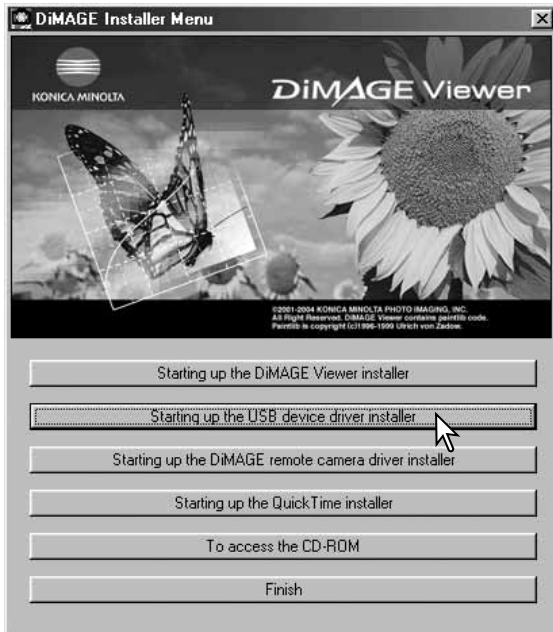 DiMAGE Installer Menu
KONICA MINOLTA
DiMAGE Viewer
©2001-2004 KONICA MINOLTA PHOTO IMAGING, INC.
All Right Reserved. DiMAGE Viewer contains paintlib code.
Paintlib is copyright (c)1996-1999 Ulrich von Zadow.
Starting up the DiMAGE Viewer installer
Starting up the USB device driver installer
Starting up the DiMAGE remote camera driver installer
Starting up the QuickTime installer
To access the CD-ROM
Finish